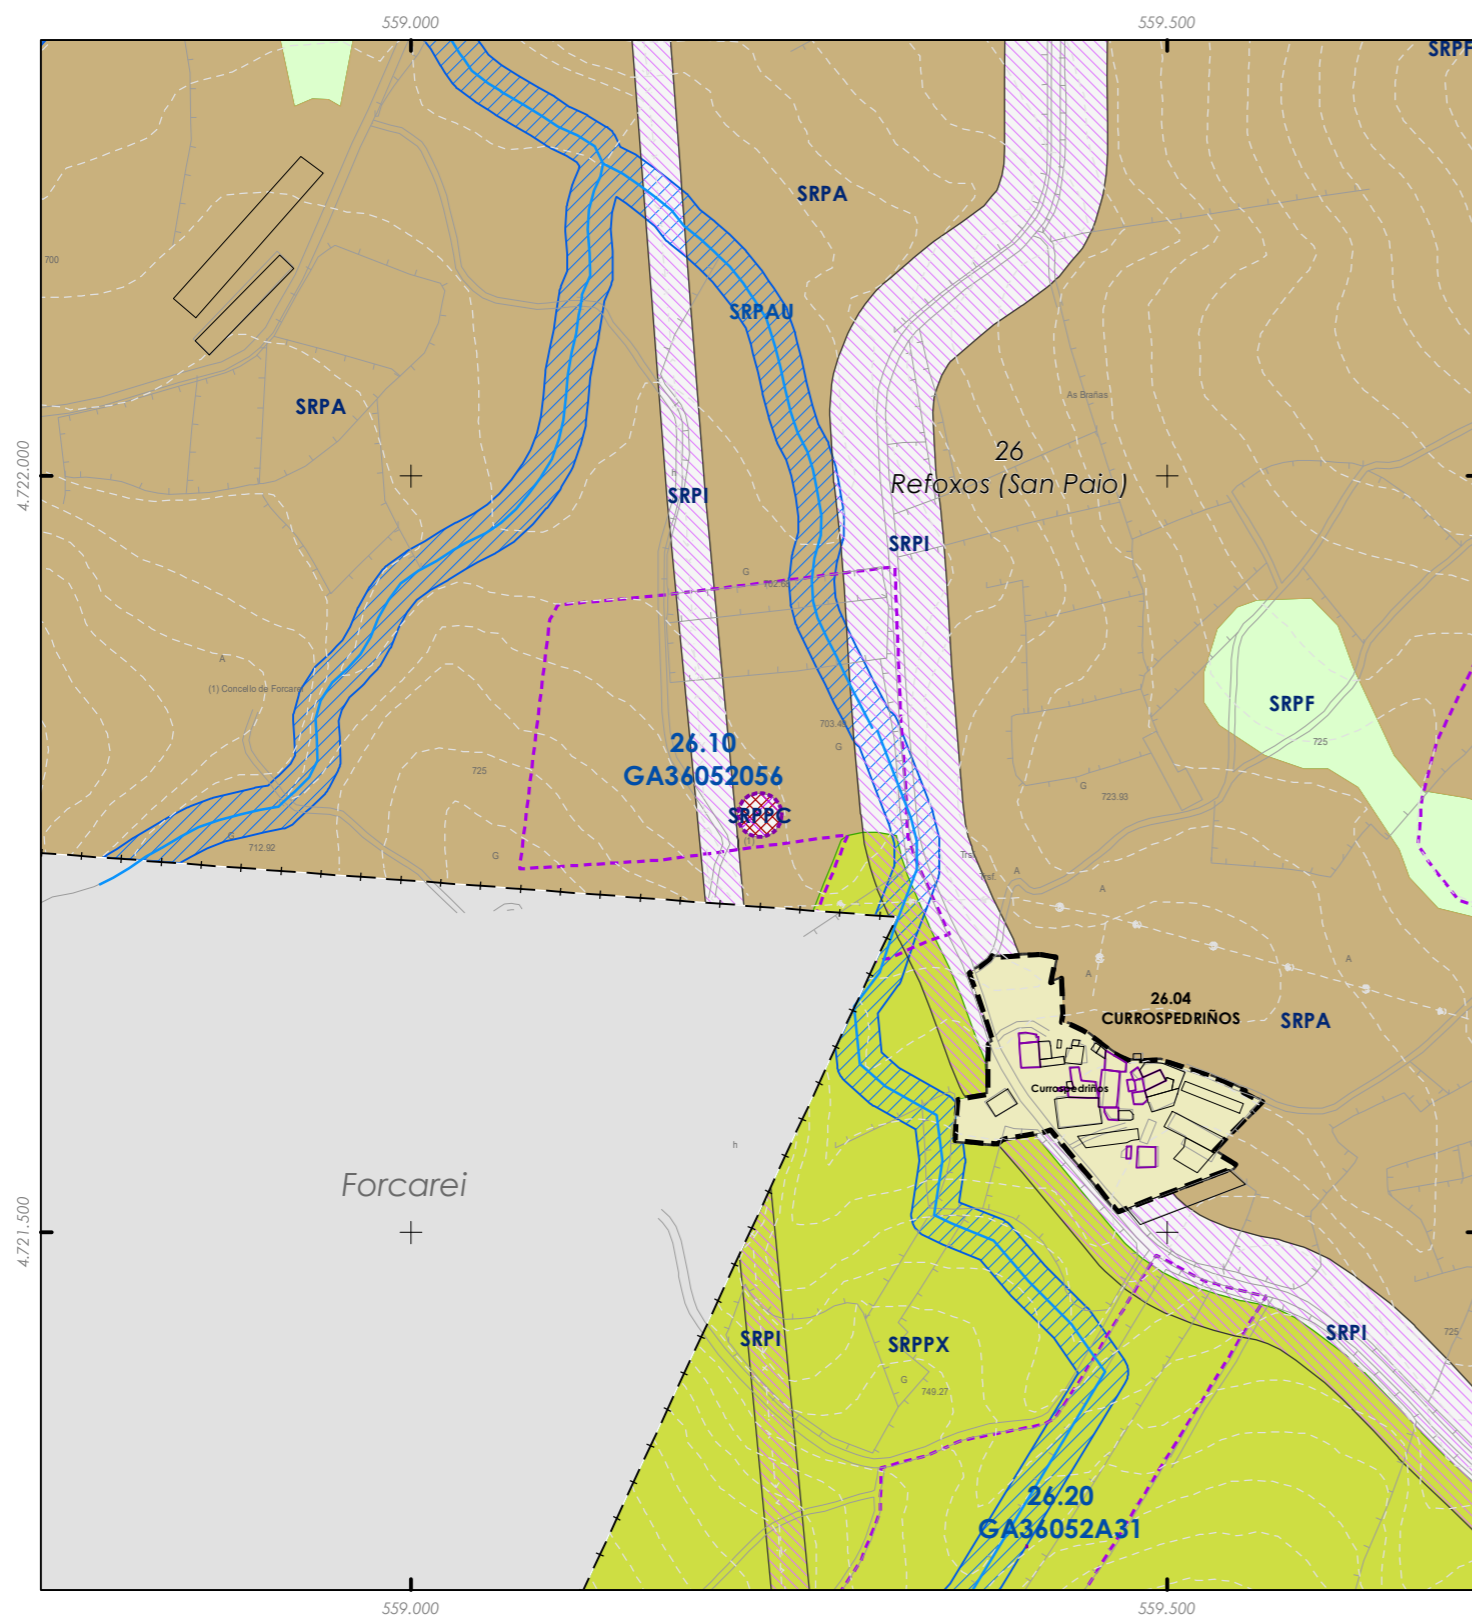 559.000
559.500
SRPF
SRPA
700
SRPAU
As Brañas
SRPA
26
Refoxos (San Paio)
4.722.000
SRPI
SRPI
G
A
(1) Concello de Forcarei
SRPF
703.45
26.10
GA36052056
G
725
725
G
723.93
SRPPC
(1)
G
712.92
G
Tref.
A
A
A
A
26.04
CURROSPEDRIÑOS
SRPA
Currospedriños
h
Forcarei
4.721.500
SRPI
SRPPX
SRPI
725
G
749.27
26.20
GA36052A31
559.000
559.500